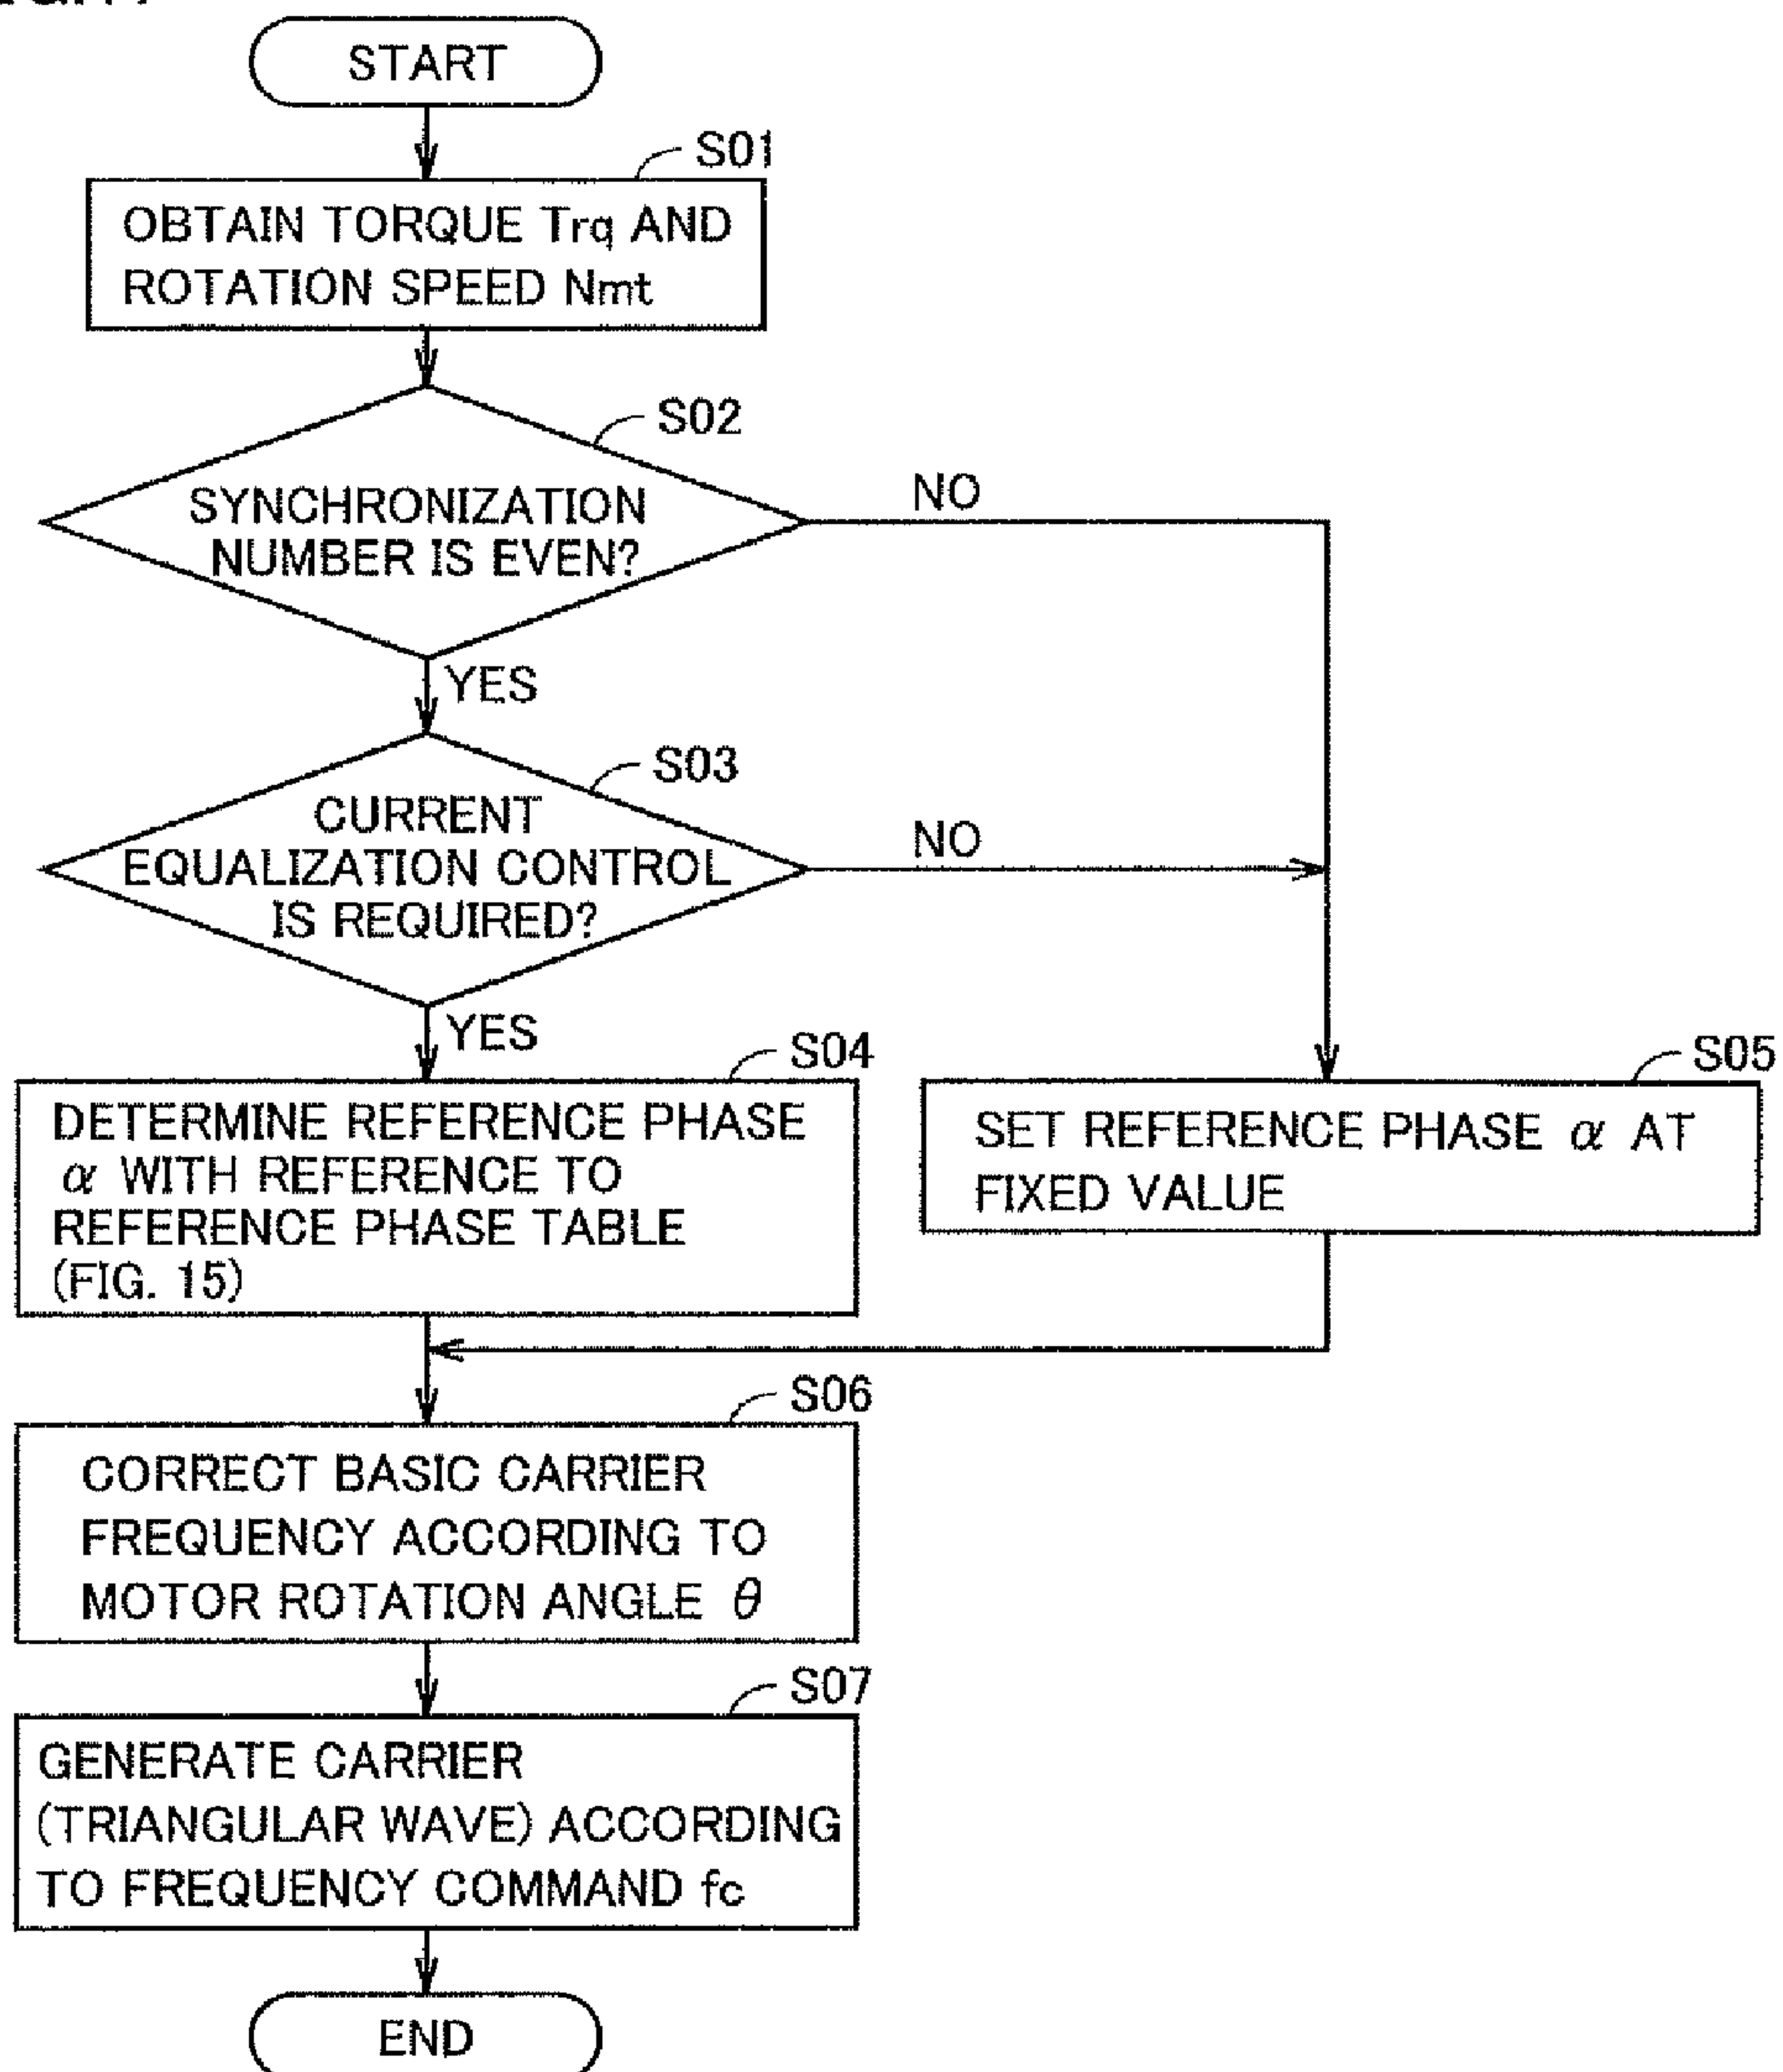 START
S01
OBTAIN TORQUE Trq AND
ROTATION SPEED Nmt
S02
SYNCHRONIZATION
NUMBER IS EVEN?
NO
YES
S03
CURRENT
EQUALIZATION CONTROL
IS REQUIRED?
NO
YES
S04
DETERMINE REFERENCE PHASE
α WITH REFERENCE TO
REFERENCE PHASE TABLE
(FIG. 15)
S05
SET REFERENCE PHASE α AT
FIXED VALUE
S06
CORRECT BASIC CARRIER
FREQUENCY ACCORDING TO
MOTOR ROTATION ANGLE θ
S07
GENERATE CARRIER
(TRIANGULAR WAVE) ACCORDING
TO FREQUENCY COMMAND fc
END